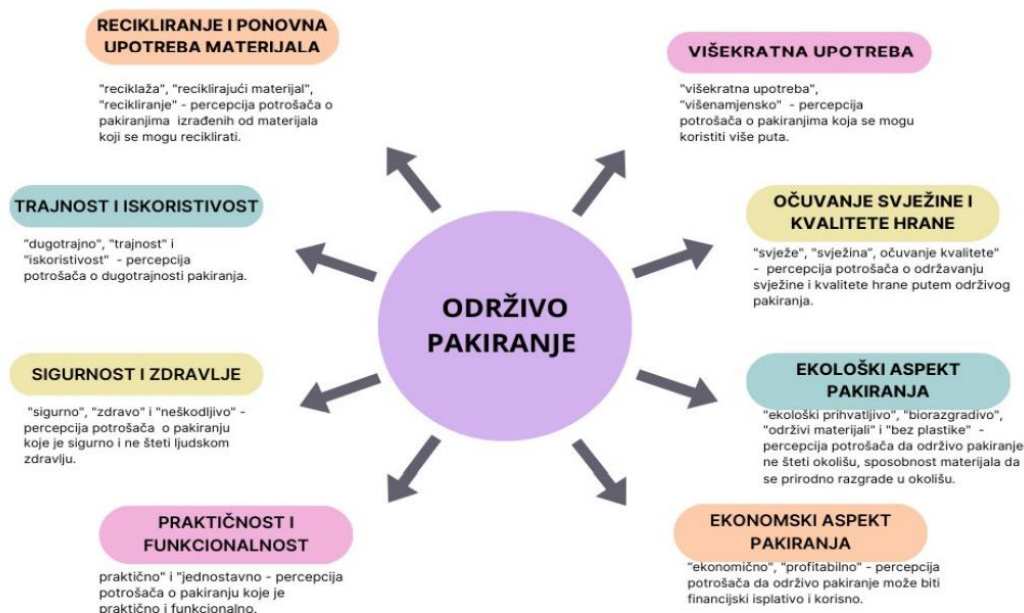 RECIKLIRANJE I PONOVNA
UPOTREBA MATERIJALA
"reciklaža", "reciklirajući materijal",
"recikliranje" - percepcija potrošača o
pakiranjima izrađenih od materijala
koji se mogu reciklirati.
VIŠEKRATNA UPOTREBA
"višekratna upotreba",
"višenamjensko" - percepcija
potrošača o pakiranjima koja se mogu
koristiti više puta.
TRAJNOST I ISKORISTIVOST
"dugotrajno", "trajnost" i
"iskoristivost" - percepcija
potrošača o dugotrajnosti pakiranja.
OČUVANJE SVJEŽINE I
KVALITETE HRANE
"svježe", "svježina", očuvanje kvalitete"
- percepcija potrošača o održavanju
svježine i kvalitete hrane putem održivog
pakiranja.
ODRŽIVO
PAKIRANJE
SIGURNOST I ZDRAVLJE
"sigurno", "zdravo" i "neškodljivo" -
percepcija potrošača o pakiranju
koje je sigurno i ne šteti ljudskom
zdravlju.
EKOLOŠKI ASPEKT
PAKIRANJA
"ekološki prihvatljivo", "biorazgradivo",
"održivi materijali" i "bez plastike" -
percepcija potrošača da održivo pakiranje
ne šteti okolišu, sposobnost materijala da
se prirodno razgrade u okolišu.
PRAKTIČNOST I
FUNKCIONALNOST
praktično" i "jednostavno - percepcija
potrošača o pakiranju koje je
praktično i funkcionalno.
EKONOMSKI ASPEKT
PAKIRANJA
"ekonomično", "profitabilno" - percepcija
potrošača da održivo pakiranje može biti
financijski isplativo i korisno.